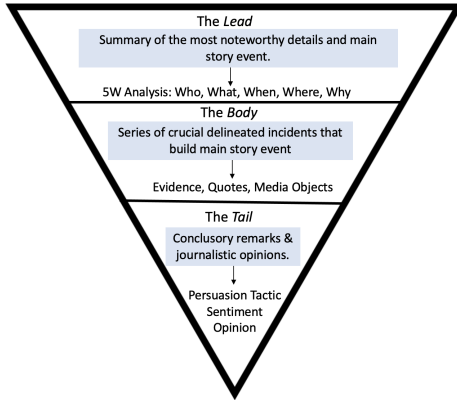 The Lead
Summary of the most noteworthy details and main
story event.
5W Analysis: Who, What, When, Where, Why
The Body
Series of crucial delineated incidents that
build main story event
Evidence, Quotes, Media Objects
The Tail
Conclusory remarks &
journalistic opinions.
Persuasion Tactic
Sentiment
Opinion